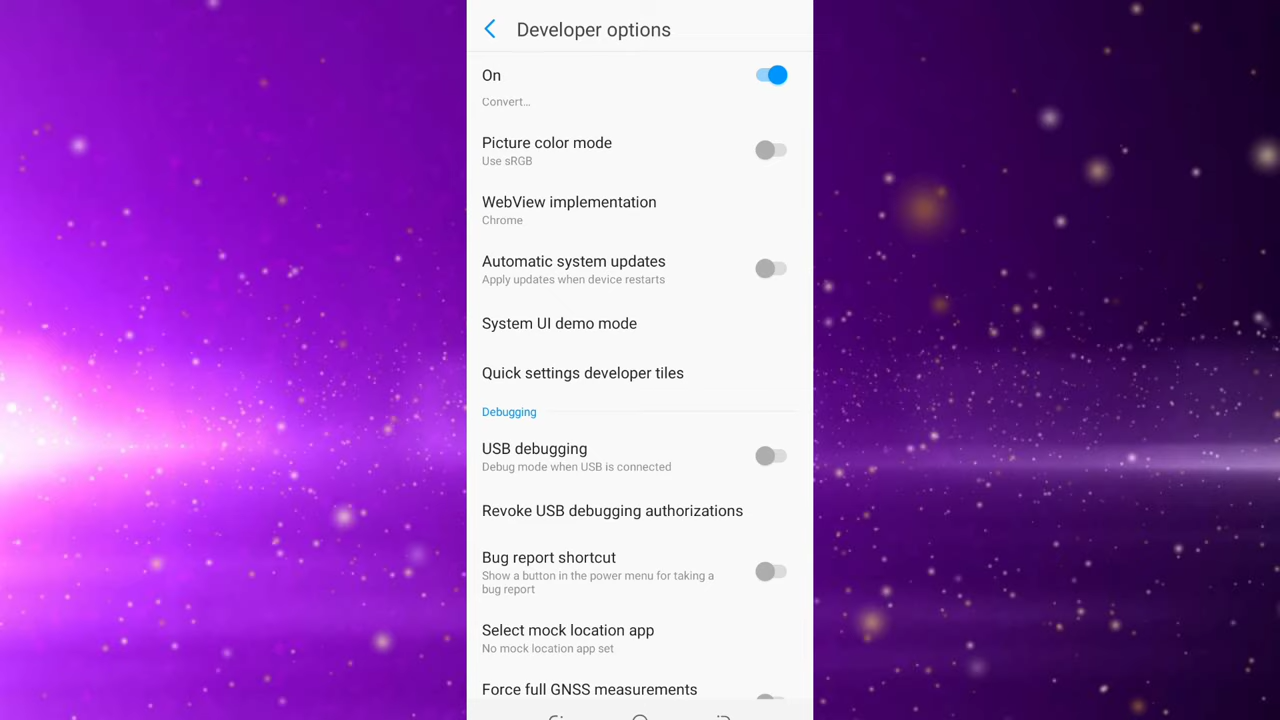 Developer options
On
Convert…
Picture color mode
Use sRGB
WebView implementation
Chrome
Automatic system updates
Apply updates when device restarts
System UI demo mode
Quick settings developer tiles
Debugging
USB debugging
Debug mode when USB is connected
Revoke USB debugging authorizations
Bug report shortcut
Show a button in the power menu for taking a
bug report
Select mock location app
No mock location app set
Force full GNSS measurements